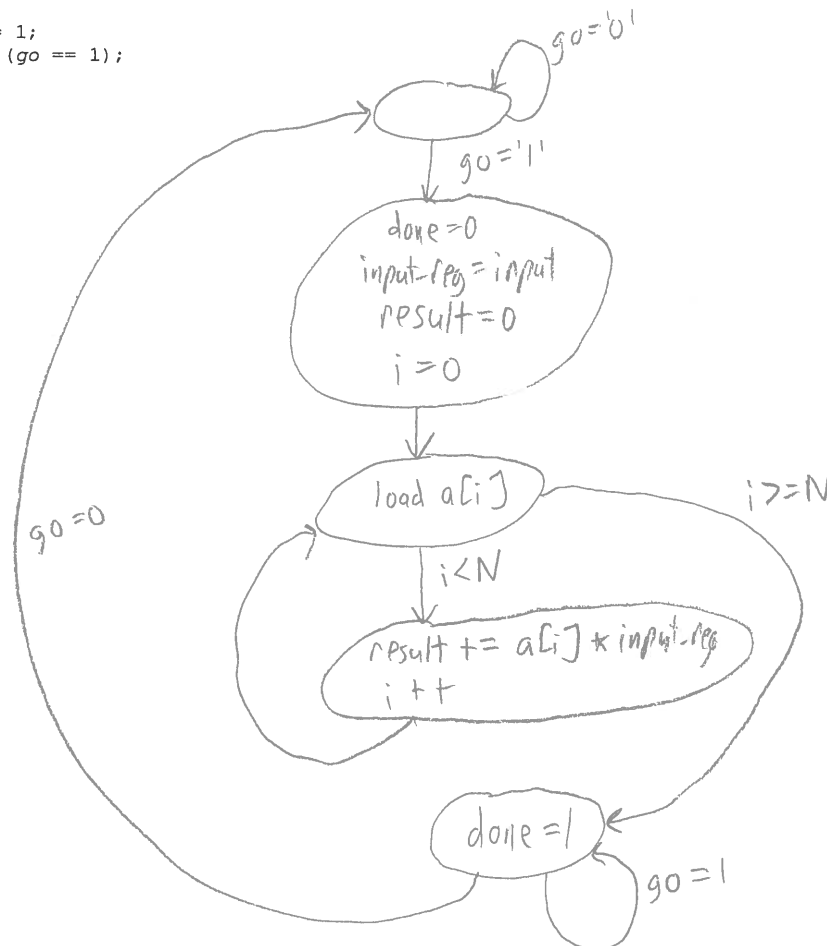 = 1;
(go == 1);
go='0'
go='1'
done=0
input_reg=input
result=0
i=0
load a[i]
i>=N
go=0
i<N
result += a[i] * input_reg
i++
done=1
go=1